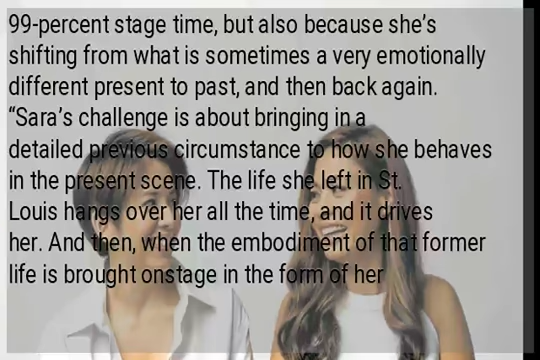 99-percent stage time, but also because she’s
shifting from what is sometimes a very emotionally
different present to past, and then back again.
“Sara’s challenge is about bringing in a
detailed previous circumstance to how she behaves
in the present scene. The life she left in St.
Louis hangs over her all the time, and it drives
her. And then, when the embodiment of that former
life is brought onstage in the form of her